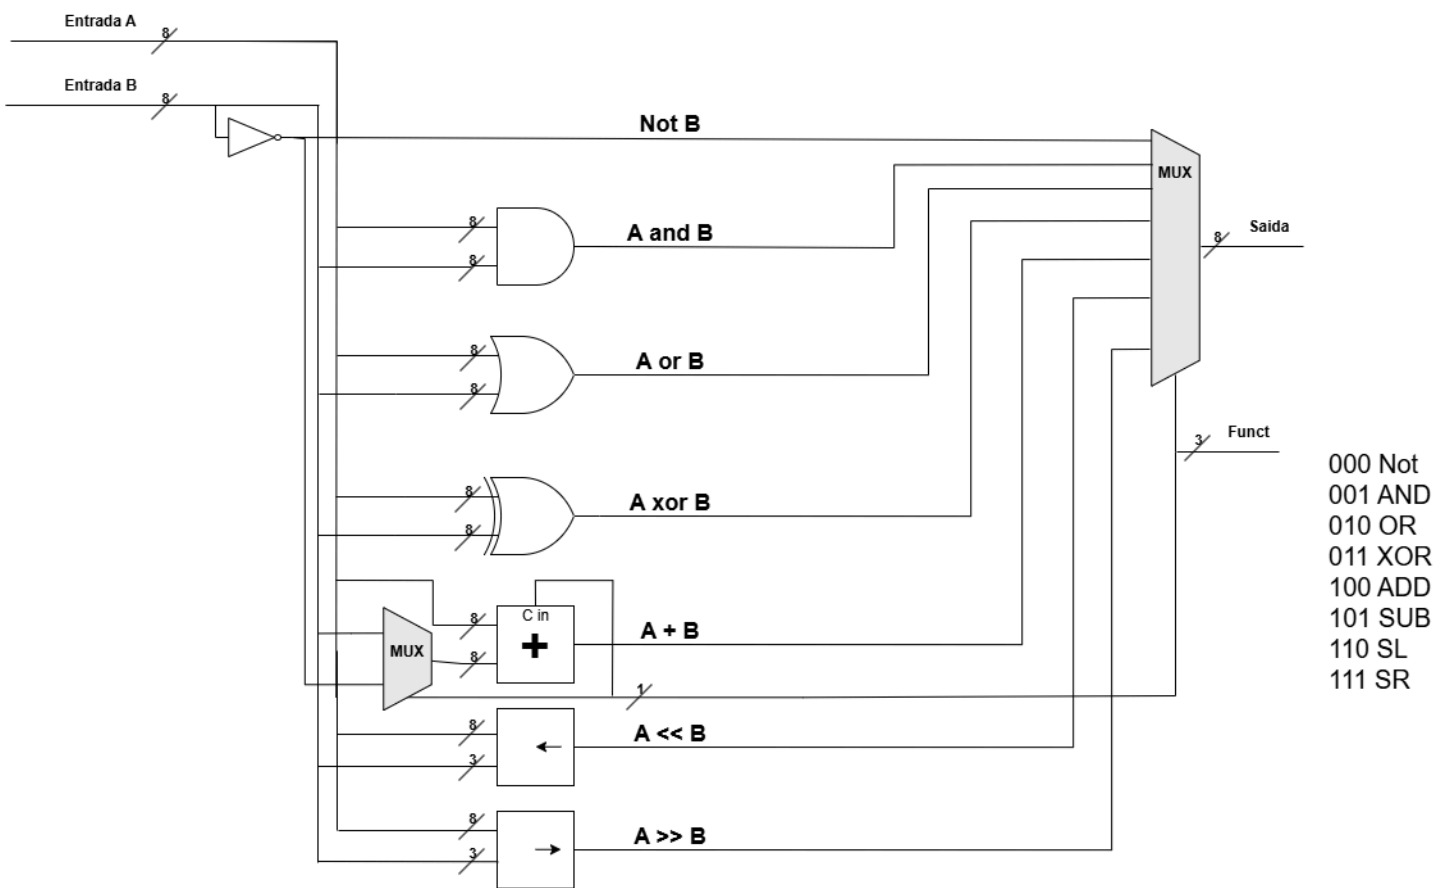 Entrada A
8
Entrada B
8
Not B
MUX
8
8
A and B
8
Saida
8
8
A or B
3
Funct
000 Not
001 AND
010 OR
011 XOR
100 ADD
101 SUB
110 SL
111 SR
8
8
A xor B
MUX
8
8
C in
+
A + B
1
8
3
A << B
8
3
A >> B